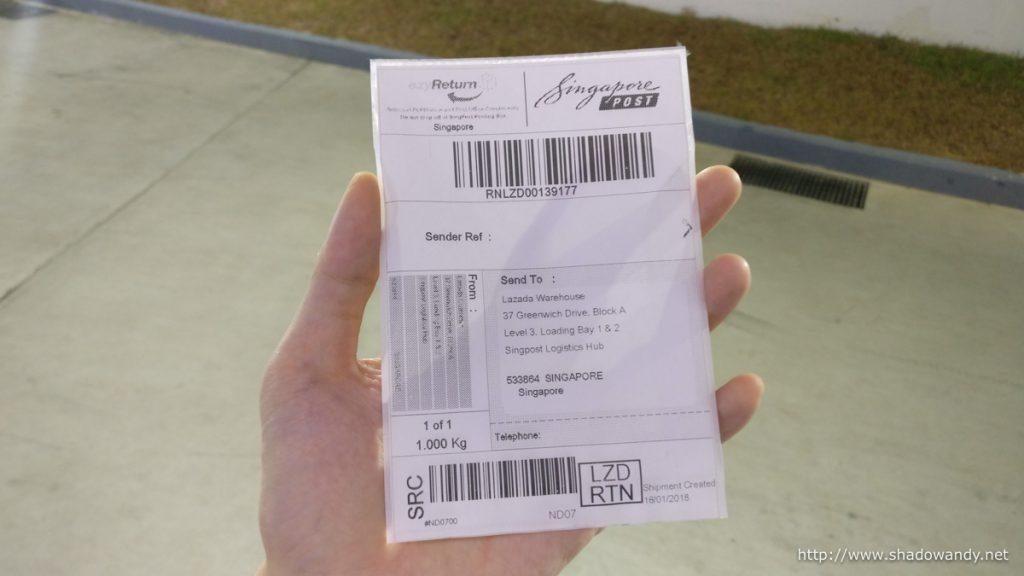 ezyReturn
Singapore
POST
Singapore
RNLZD00139177
Sender Ref :
From :
Send To :
Lazada Warehouse
37 Greenwich Drive, Block A
Level 3, Loading Bay 1 & 2
Singpost Logistics Hub
533864 SINGAPORE
Singapore
1 of 1
1.000 Kg
Telephone:
SRC
#ND0700
ND07
LZD
RTN
Shipment Created
16/01/2018
http://www.shadowandy.net